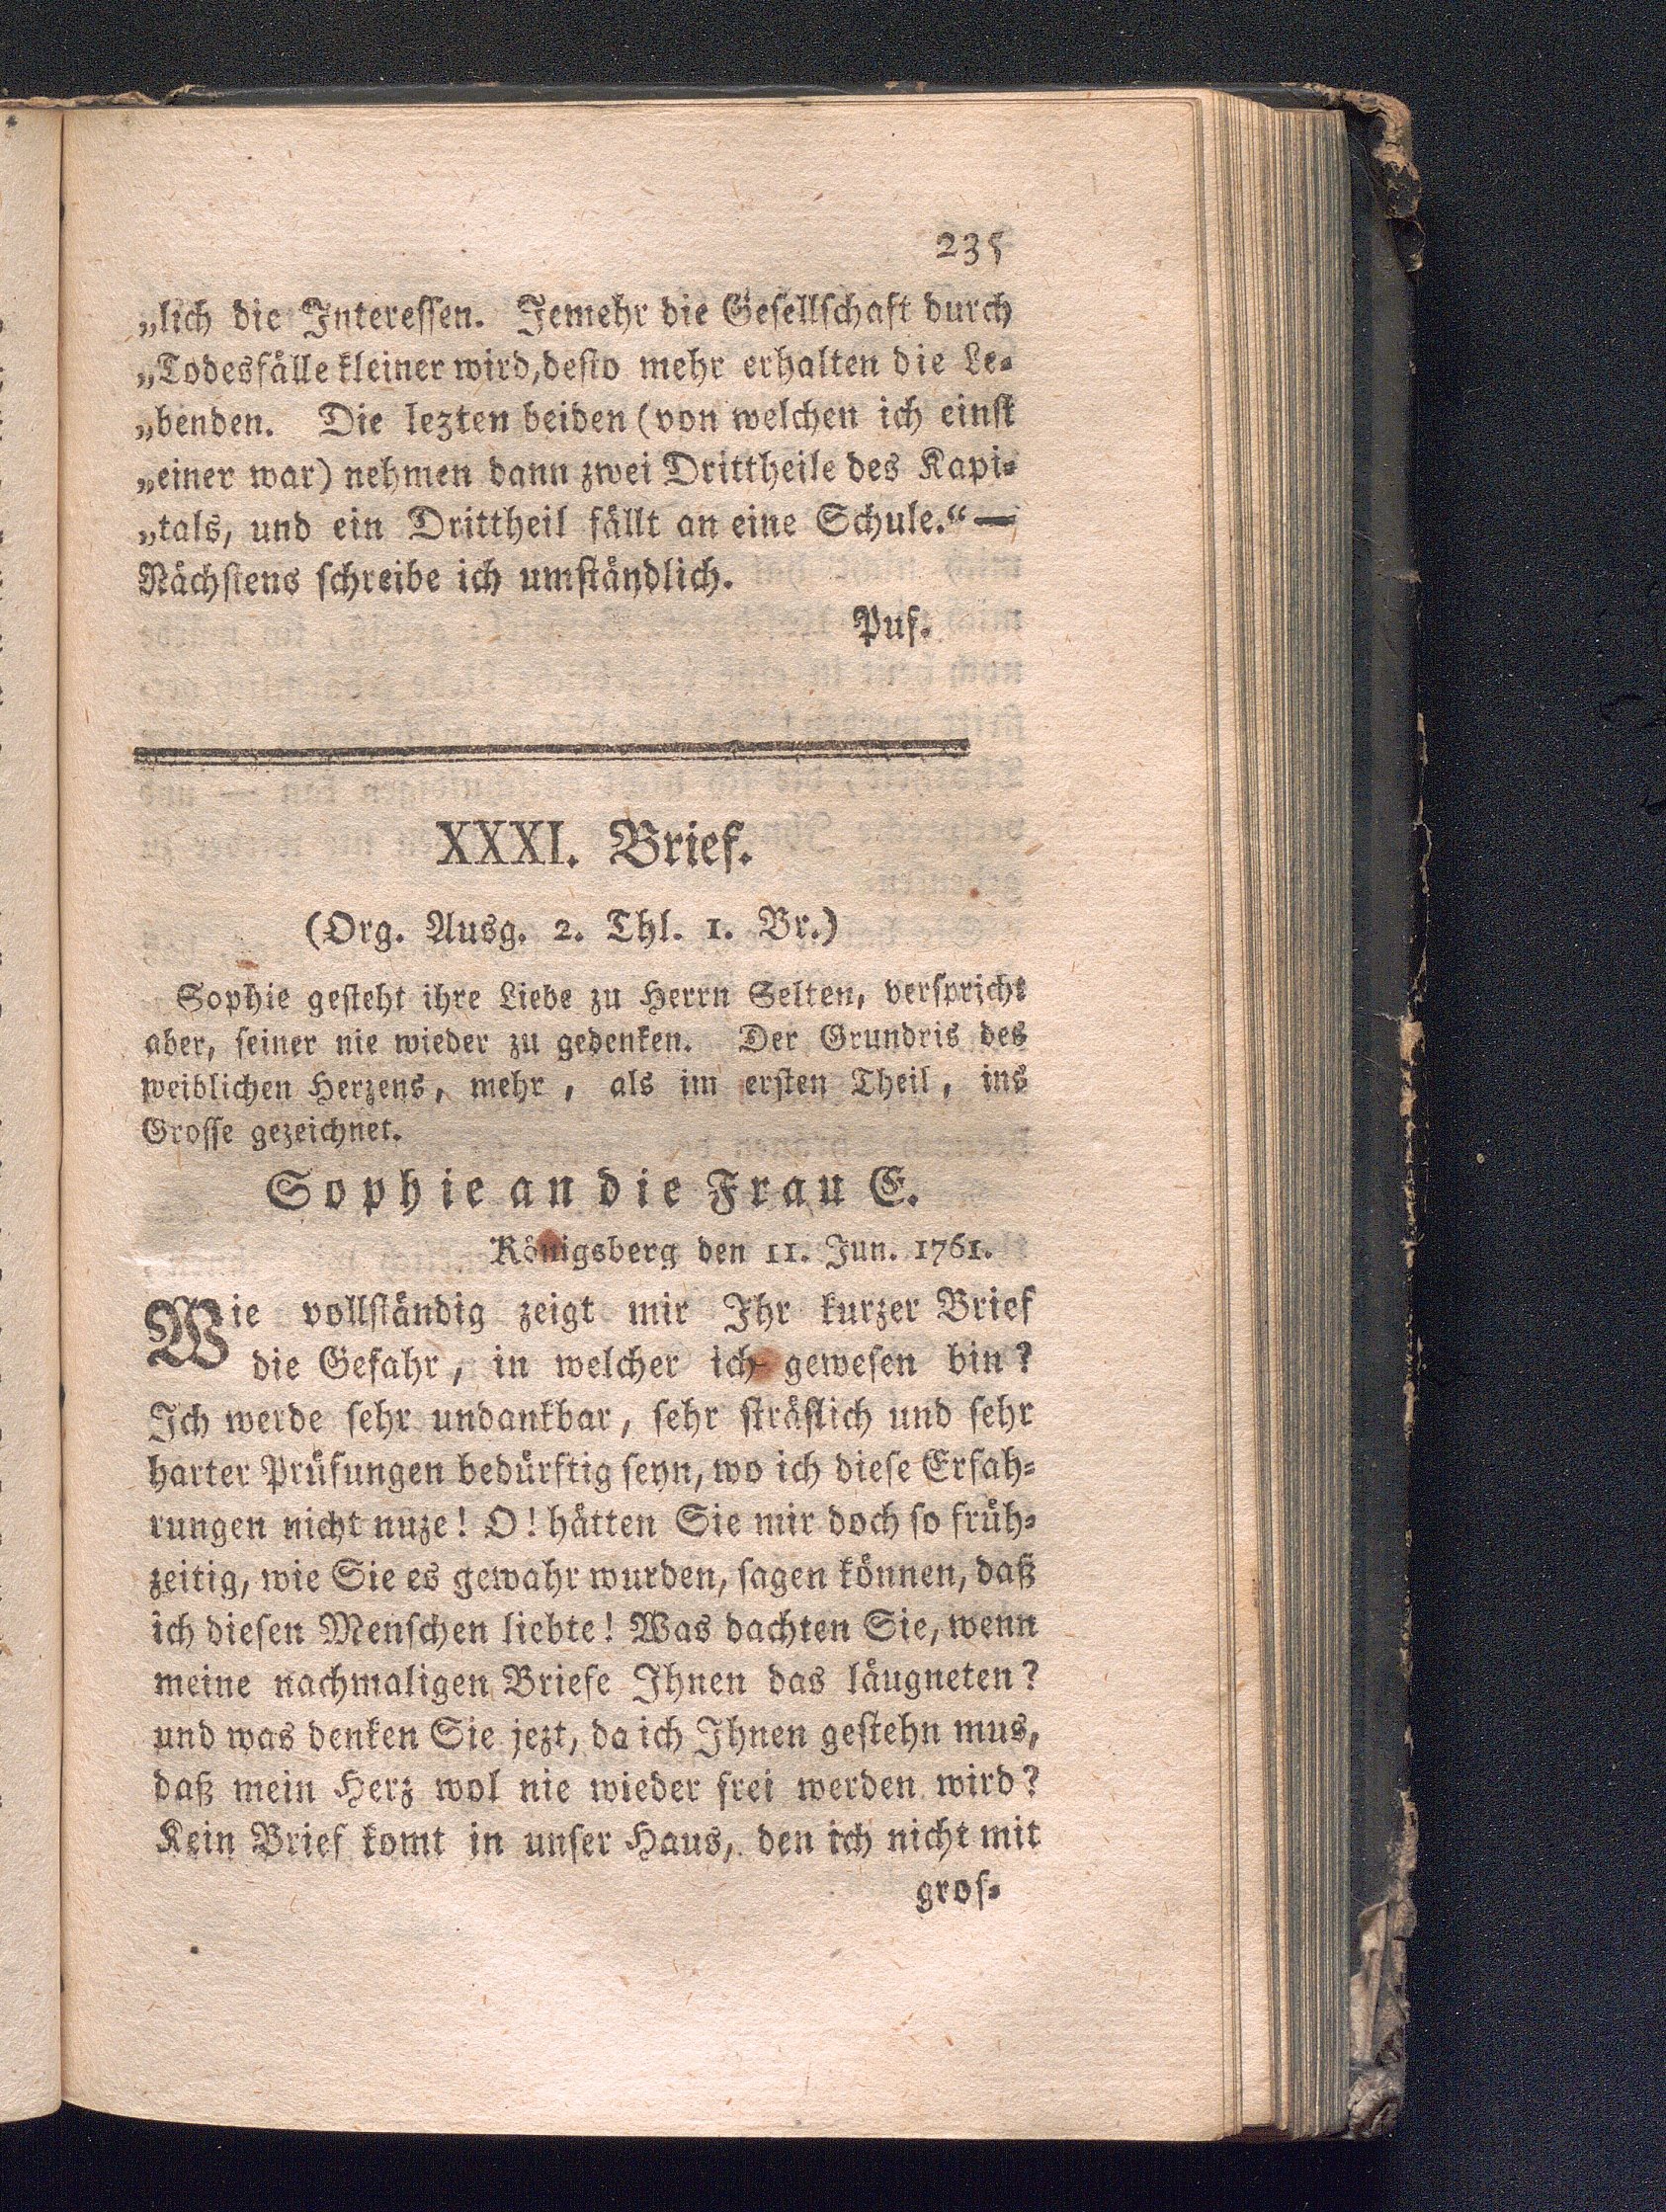 235
„lich die Interessen. Jemehr die Gesellschaft durch
„Todesfälle kleiner wird, desto mehr erhalten die Le-
„benden. Die lezten beiden (von welchen ich einst
„einer war) nehmen dann zwei Drittheile des Kapi-
„tals, und ein Drittheil fällt an eine Schule.“ —
Nächstens schreibe ich umständlich.
Puf.
XXXI. Brief.
(Org. Ausg. 2. Thl. 1. Br.)
Sophie gesteht ihre Liebe zu Herrn Selten, verspricht
aber, seiner nie wieder zu gedenken. Der Grundris des
weiblichen Herzens, mehr, als im ersten Theil, ins
Grosse gezeichnet.
Sophie an die Frau E.
Königsberg den 11. Jun. 1761.
Wie vollständig zeigt mir Ihr kurzer Brief
die Gefahr, in welcher ich gewesen bin?
Ich werde sehr undankbar, sehr sträflich und sehr
harter Prüfungen bedürftig seyn, wo ich diese Erfah-
rungen nicht nuze! O! hätten Sie mir doch so früh-
zeitig, wie Sie es gewahr wurden, sagen können, daß
ich diesen Menschen liebte! Was dachten Sie, wenn
meine nachmaligen Briefe Ihnen das läugneten?
und was denken Sie jezt, da ich Ihnen gestehn mus,
daß mein Herz wol nie wieder frei werden wird?
Kein Brief komt in unser Haus, den ich nicht mit
gros-